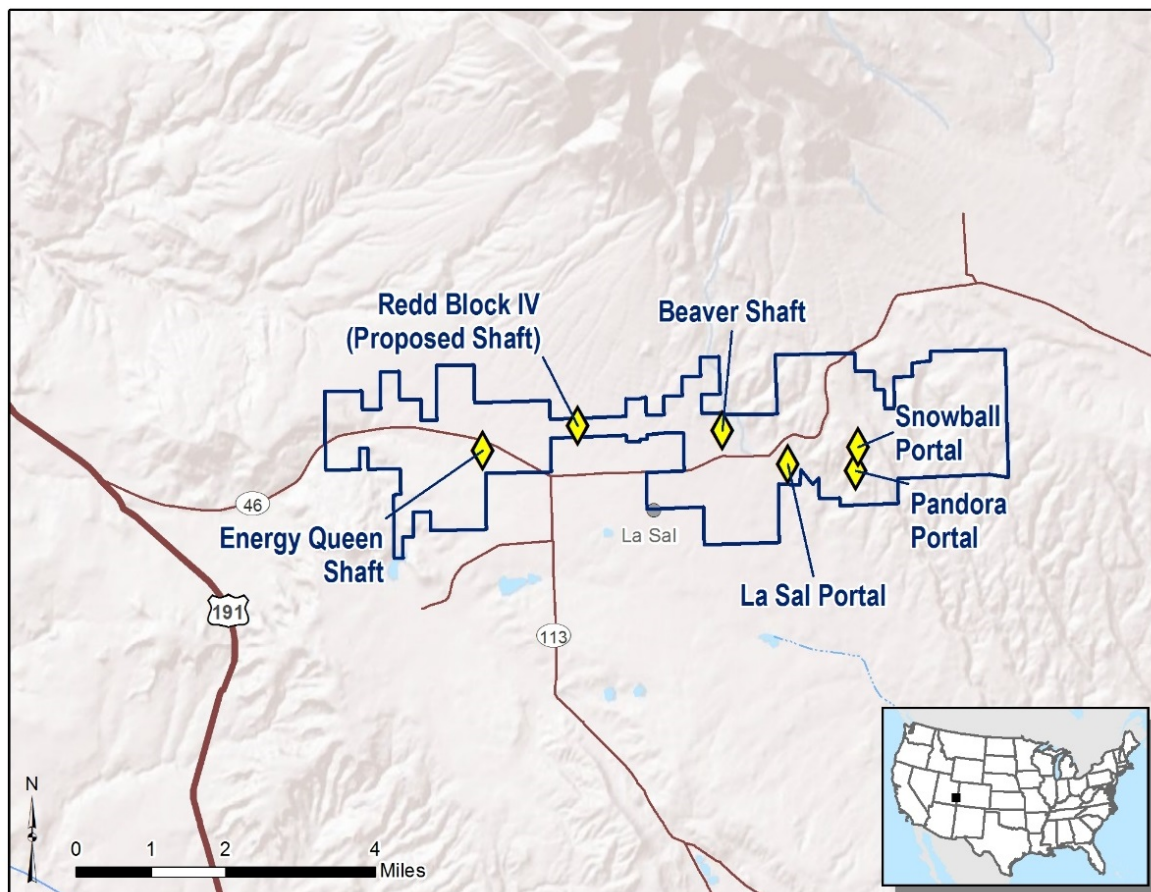 Redd Block IV
(Proposed Shaft)
Beaver Shaft
Snowball
Portal
46
Energy Queen
Shaft
La Sal
Pandora
Portal
La Sal Portal
191
113
N
0 1 2 4
Miles